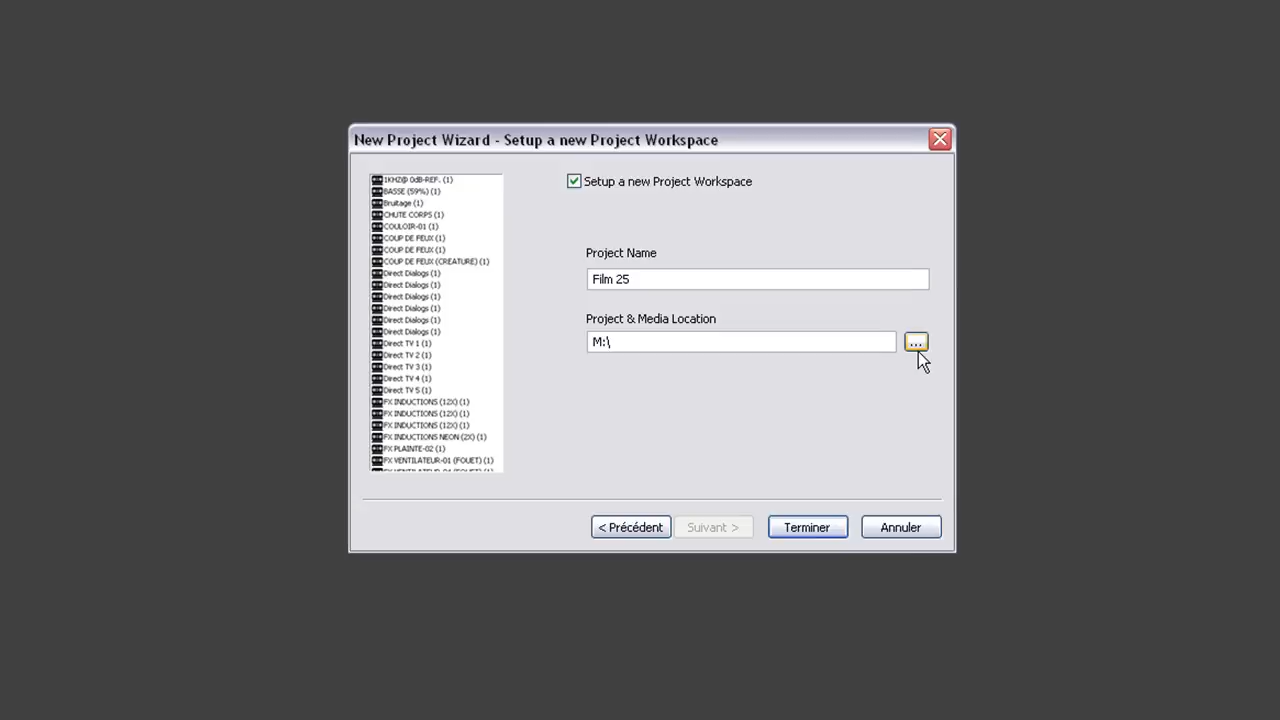 New Project Wizard - Setup a new Project Workspace
1KHZ@ 0dB-REF. (1)
BASSE (59%) (1)
Bruitage (1)
CHUTE CORPS (1)
COULOIR-01 (1)
COUP DE FEUX (1)
COUP DE FEUX (1)
COUP DE FEUX (CREATURE) (1)
Direct Dialogs (1)
Direct Dialogs (1)
Direct Dialogs (1)
Direct Dialogs (1)
Direct Dialogs (1)
Direct Dialogs (1)
Direct TV 1 (1)
Direct TV 2 (1)
Direct TV 3 (1)
Direct TV 4 (1)
Direct TV 5 (1)
FX INDUCTIONS (12X) (1)
FX INDUCTIONS (12X) (1)
FX INDUCTIONS (12X) (1)
FX INDUCTIONS NEON (2X) (1)
FX PLAINTE-02 (1)
FX VENTILATEUR-01 (FOUET) (1)
Setup a new Project Workspace
Project Name
Film 25
Project & Media Location
M:\
...
< Précédent
Suivant >
Terminer
Annuler